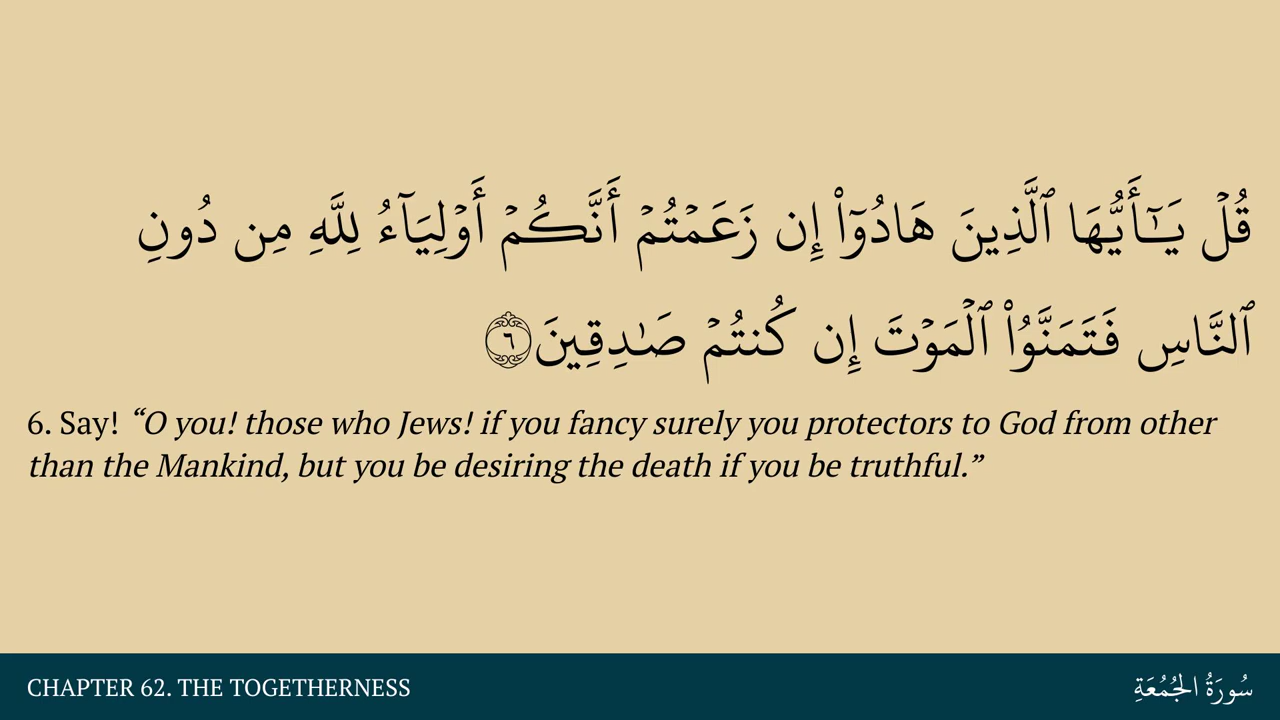 قُلۡ يَـٰٓأَيُّهَا ٱلَّذِينَ هَادُوٓاْ إِن زَعَمۡتُمۡ أَنَّكُمۡ أَوۡلِيَآءُ لِلَّهِ مِن دُونِ
ٱلنَّاسِ فَتَمَنَّوُاْ ٱلۡمَوۡتَ إِن كُنتُمۡ صَـٰدِقِينَ ٦
6. Say! “O you! those who Jews! if you fancy surely you protectors to God from other
than the Mankind, but you be desiring the death if you be truthful.”
CHAPTER 62. THE TOGETHERNESS
سُورَةُ الجُمُعَةِ